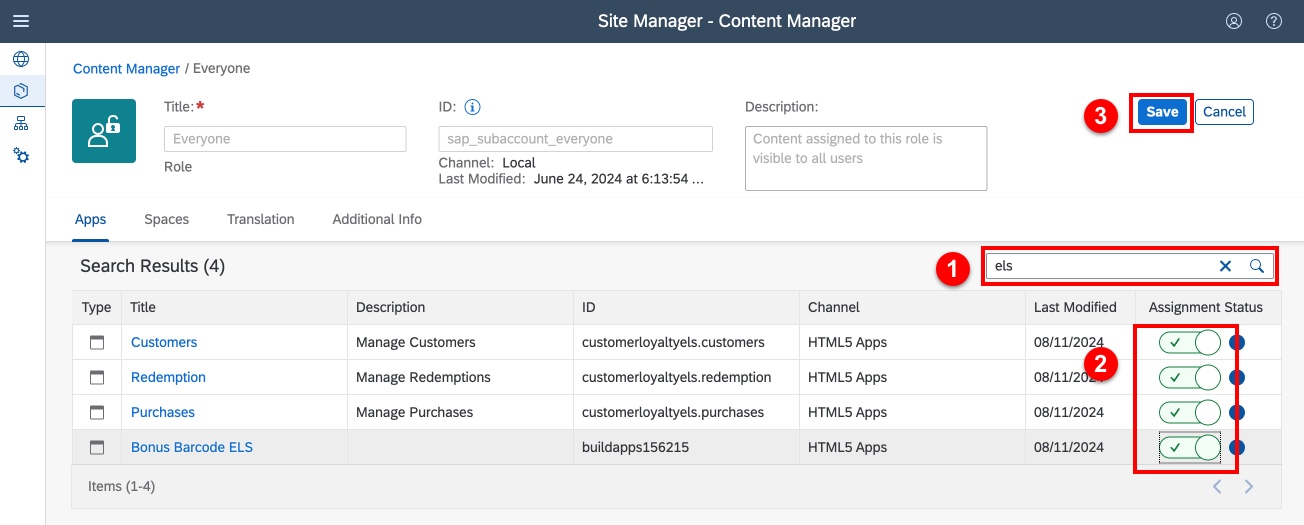 Site Manager - Content Manager
Content Manager / Everyone
Title:*
Everyone
Role
ID:
sap_subaccount_everyone
Channel: Local
Last Modified: June 24, 2024 at 6:13:54 ...
Description:
Content assigned to this role is
visible to all users
3
Save
Cancel
Apps
Spaces
Translation
Additional Info
Search Results (4)
1
els
Type Title Description ID Channel Last Modified Assignment Status
Customers Manage Customers customerloyaltyels.customers HTML5 Apps 08/11/2024
2
Redemption Manage Redemptions customerloyaltyels.redemption HTML5 Apps 08/11/2024
Purchases Manage Purchases customerloyaltyels.purchases HTML5 Apps 08/11/2024
Bonus Barcode ELS buildapps156215 HTML5 Apps 08/11/2024
Items (1-4)